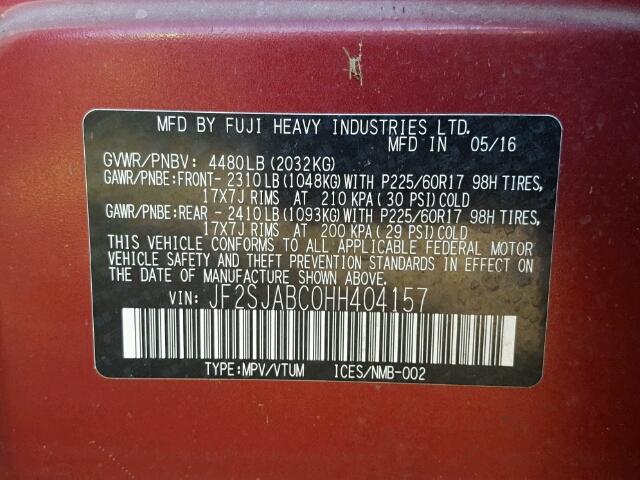 MFD BY FUJI HEAVY INDUSTRIES LTD.
MFD IN 05/16
GVWR/PNBV: 4480LB(2032KG)
GAWR/PNBE:FRONT- 2310LB(1048KG)WITH P225/60R17 98H TIRES,
17X7J RIMS AT 210 KPA(30 PSI)COLD
GAWR/PNBE:REAR - 2410LB(1093KG)WITH P225/60R17 98H TIRES,
17X7J RIMS AT 200 KPA(29 PSI)COLD
THIS VEHICLE CONFORMS TO ALL APPLICABLE FEDERAL MOTOR
VEHICLE SAFETY AND THEFT PREVENTION STANDARDS IN EFFECT ON
THE DATE OF MANUFACTURE SHOWN ABOVE.
VIN: JF2SJABC0HH404157
TYPE:MPV/VTUM ICES/NMB-002